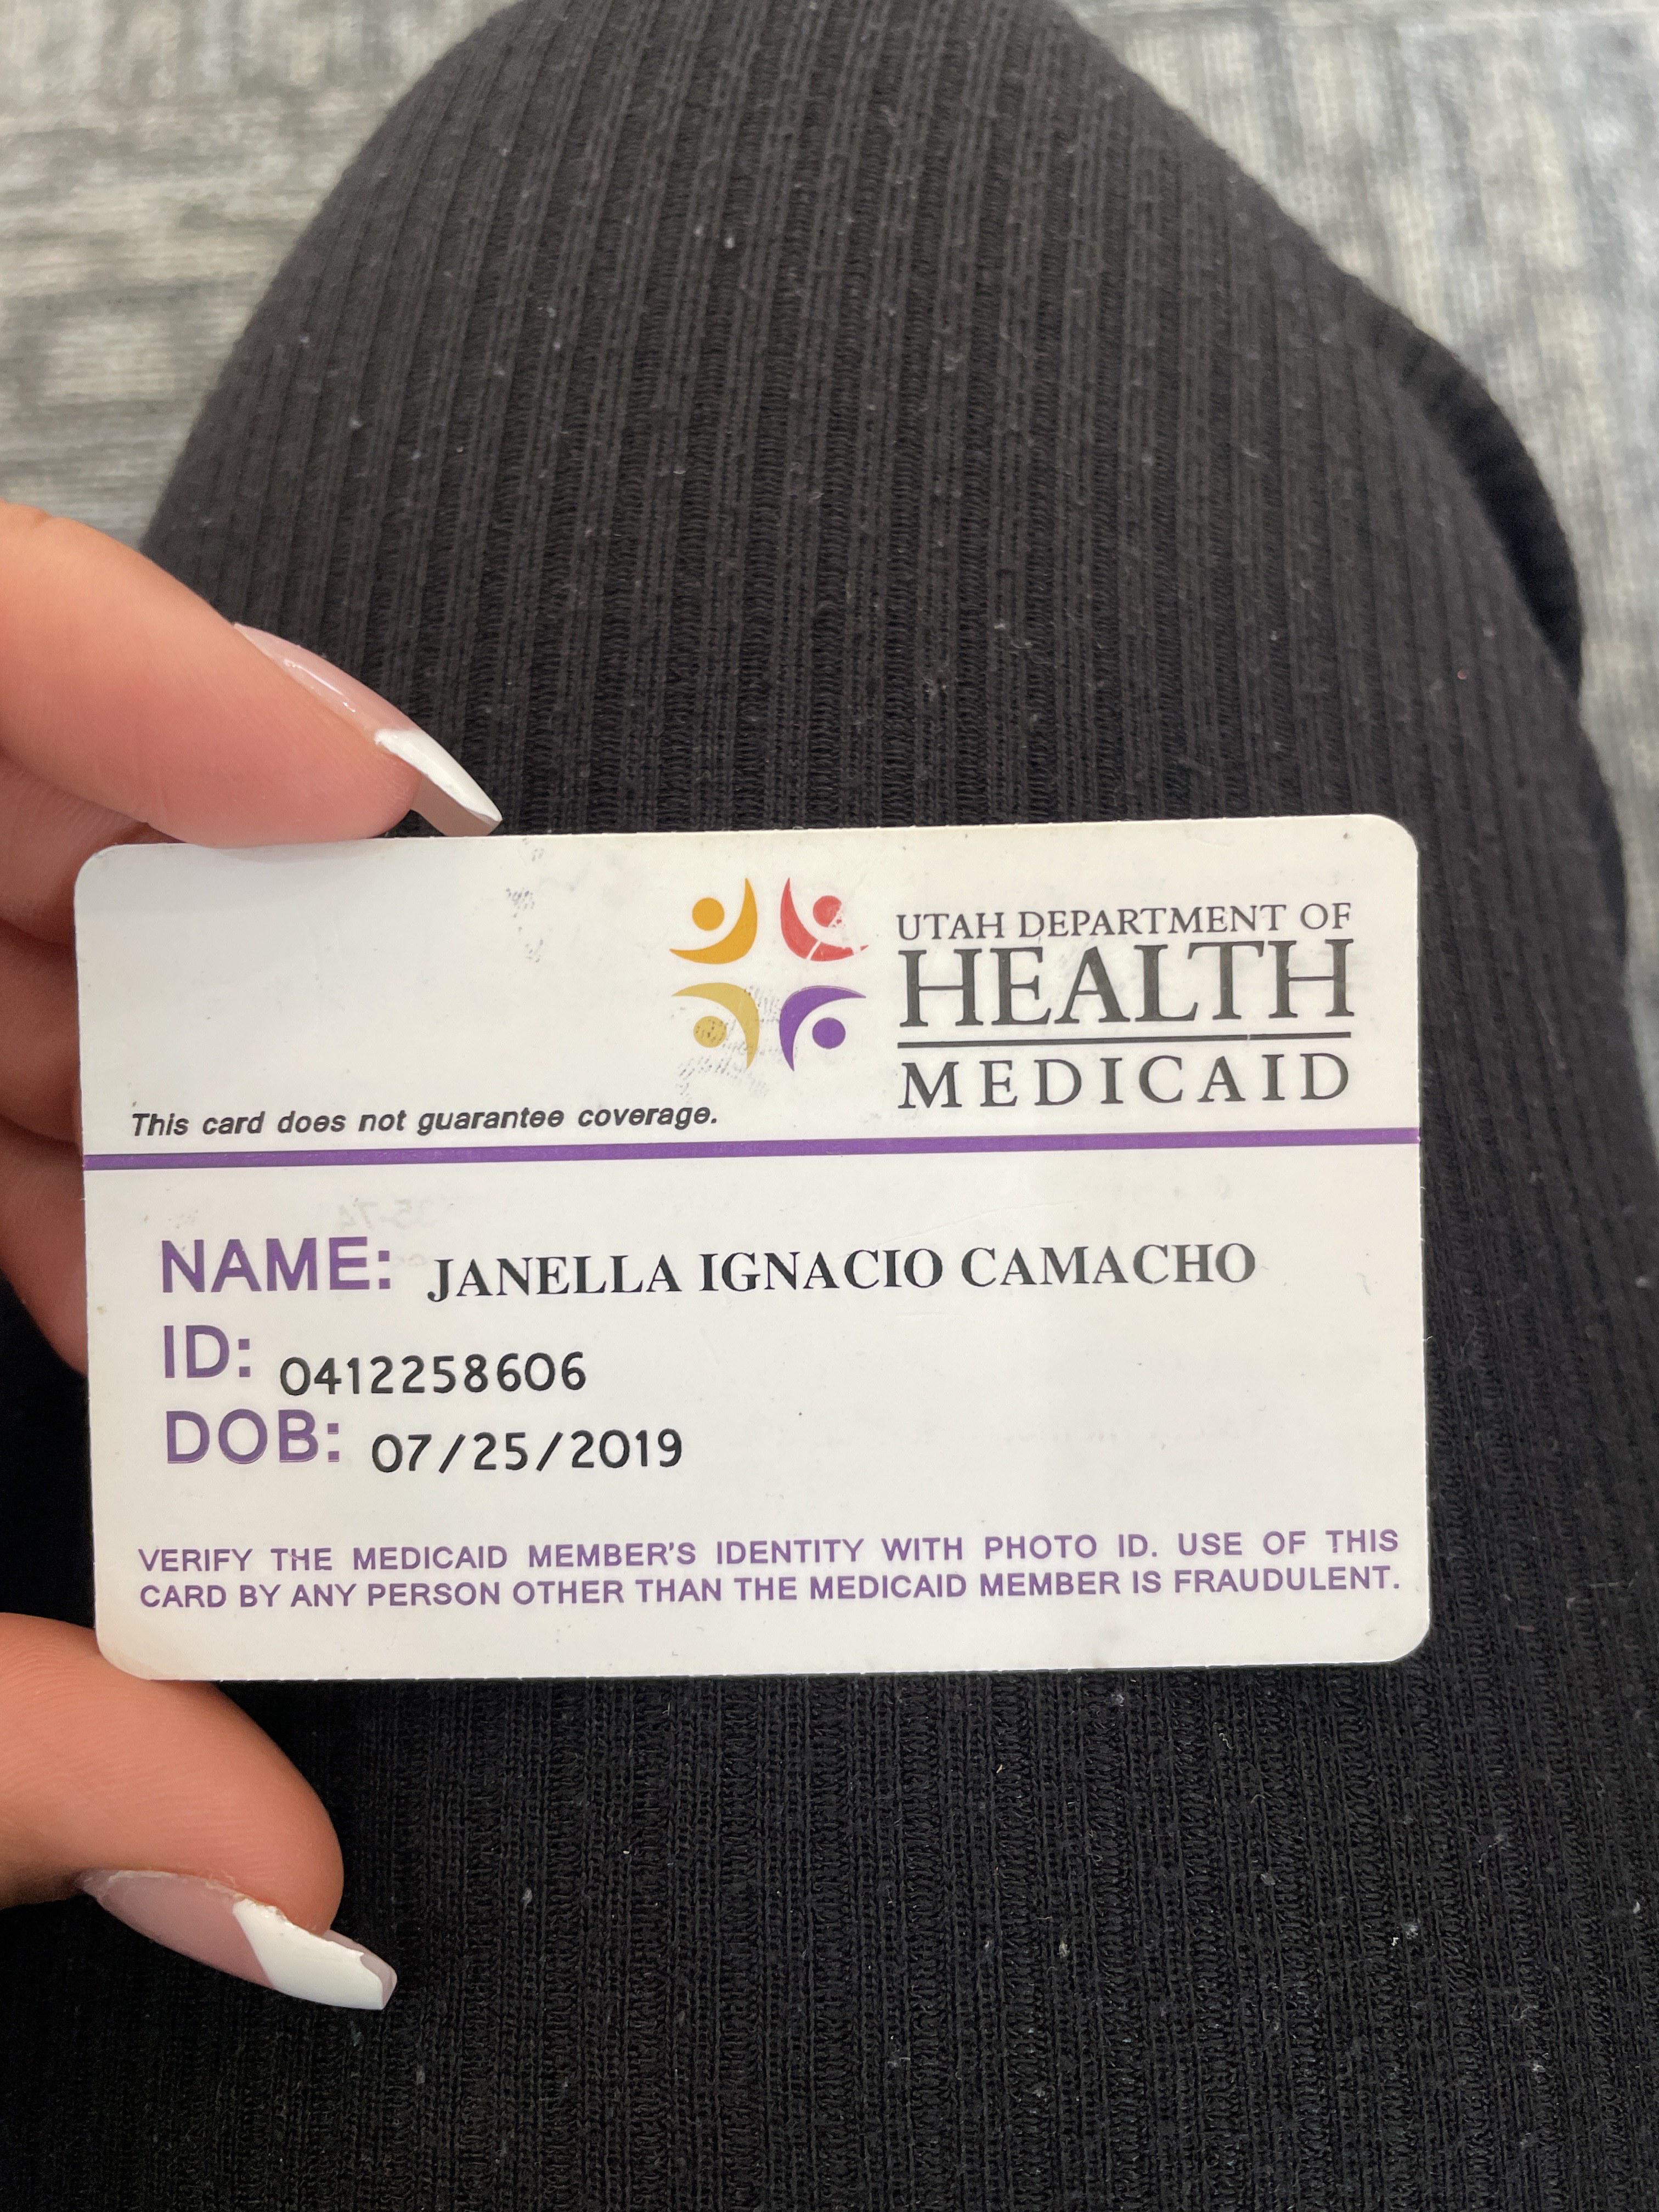 UTAH DEPARTMENT OF
HEALTH
MEDICAID
This card does not guarantee coverage.
NAME: JANELLA IGNACIO CAMACHO
ID: 0412258606
DOB: 07/25/2019
VERIFY THE MEDICAID MEMBER'S IDENTITY WITH PHOTO ID. USE OF THIS
CARD BY ANY PERSON OTHER THAN THE MEDICAID MEMBER IS FRAUDULENT.